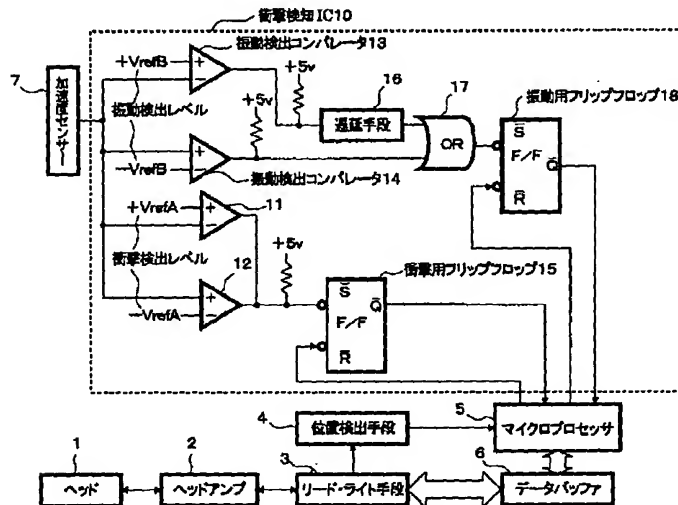 衝撃検知IC10
振動検出コンパレータ13
+VrefB
+
−
+5v
16
遅延手段
17
OR
振動用フリップフロップ18
S̅
F/F
Q̅
R̅
7
加速度センサー
振動検出レベル
+5v
−VrefB
+
−
振動検出コンパレータ14
+VrefA
+
−
11
衝撃検出レベル
12
−VrefA
+
−
+5v
衝撃用フリップフロップ15
S̅
F/F
Q̅
R̅
4
位置検出手段
5
マイクロプロセッサ
1
ヘッド
2
ヘッドアンプ
3
リード・ライト手段
6
データバッファ